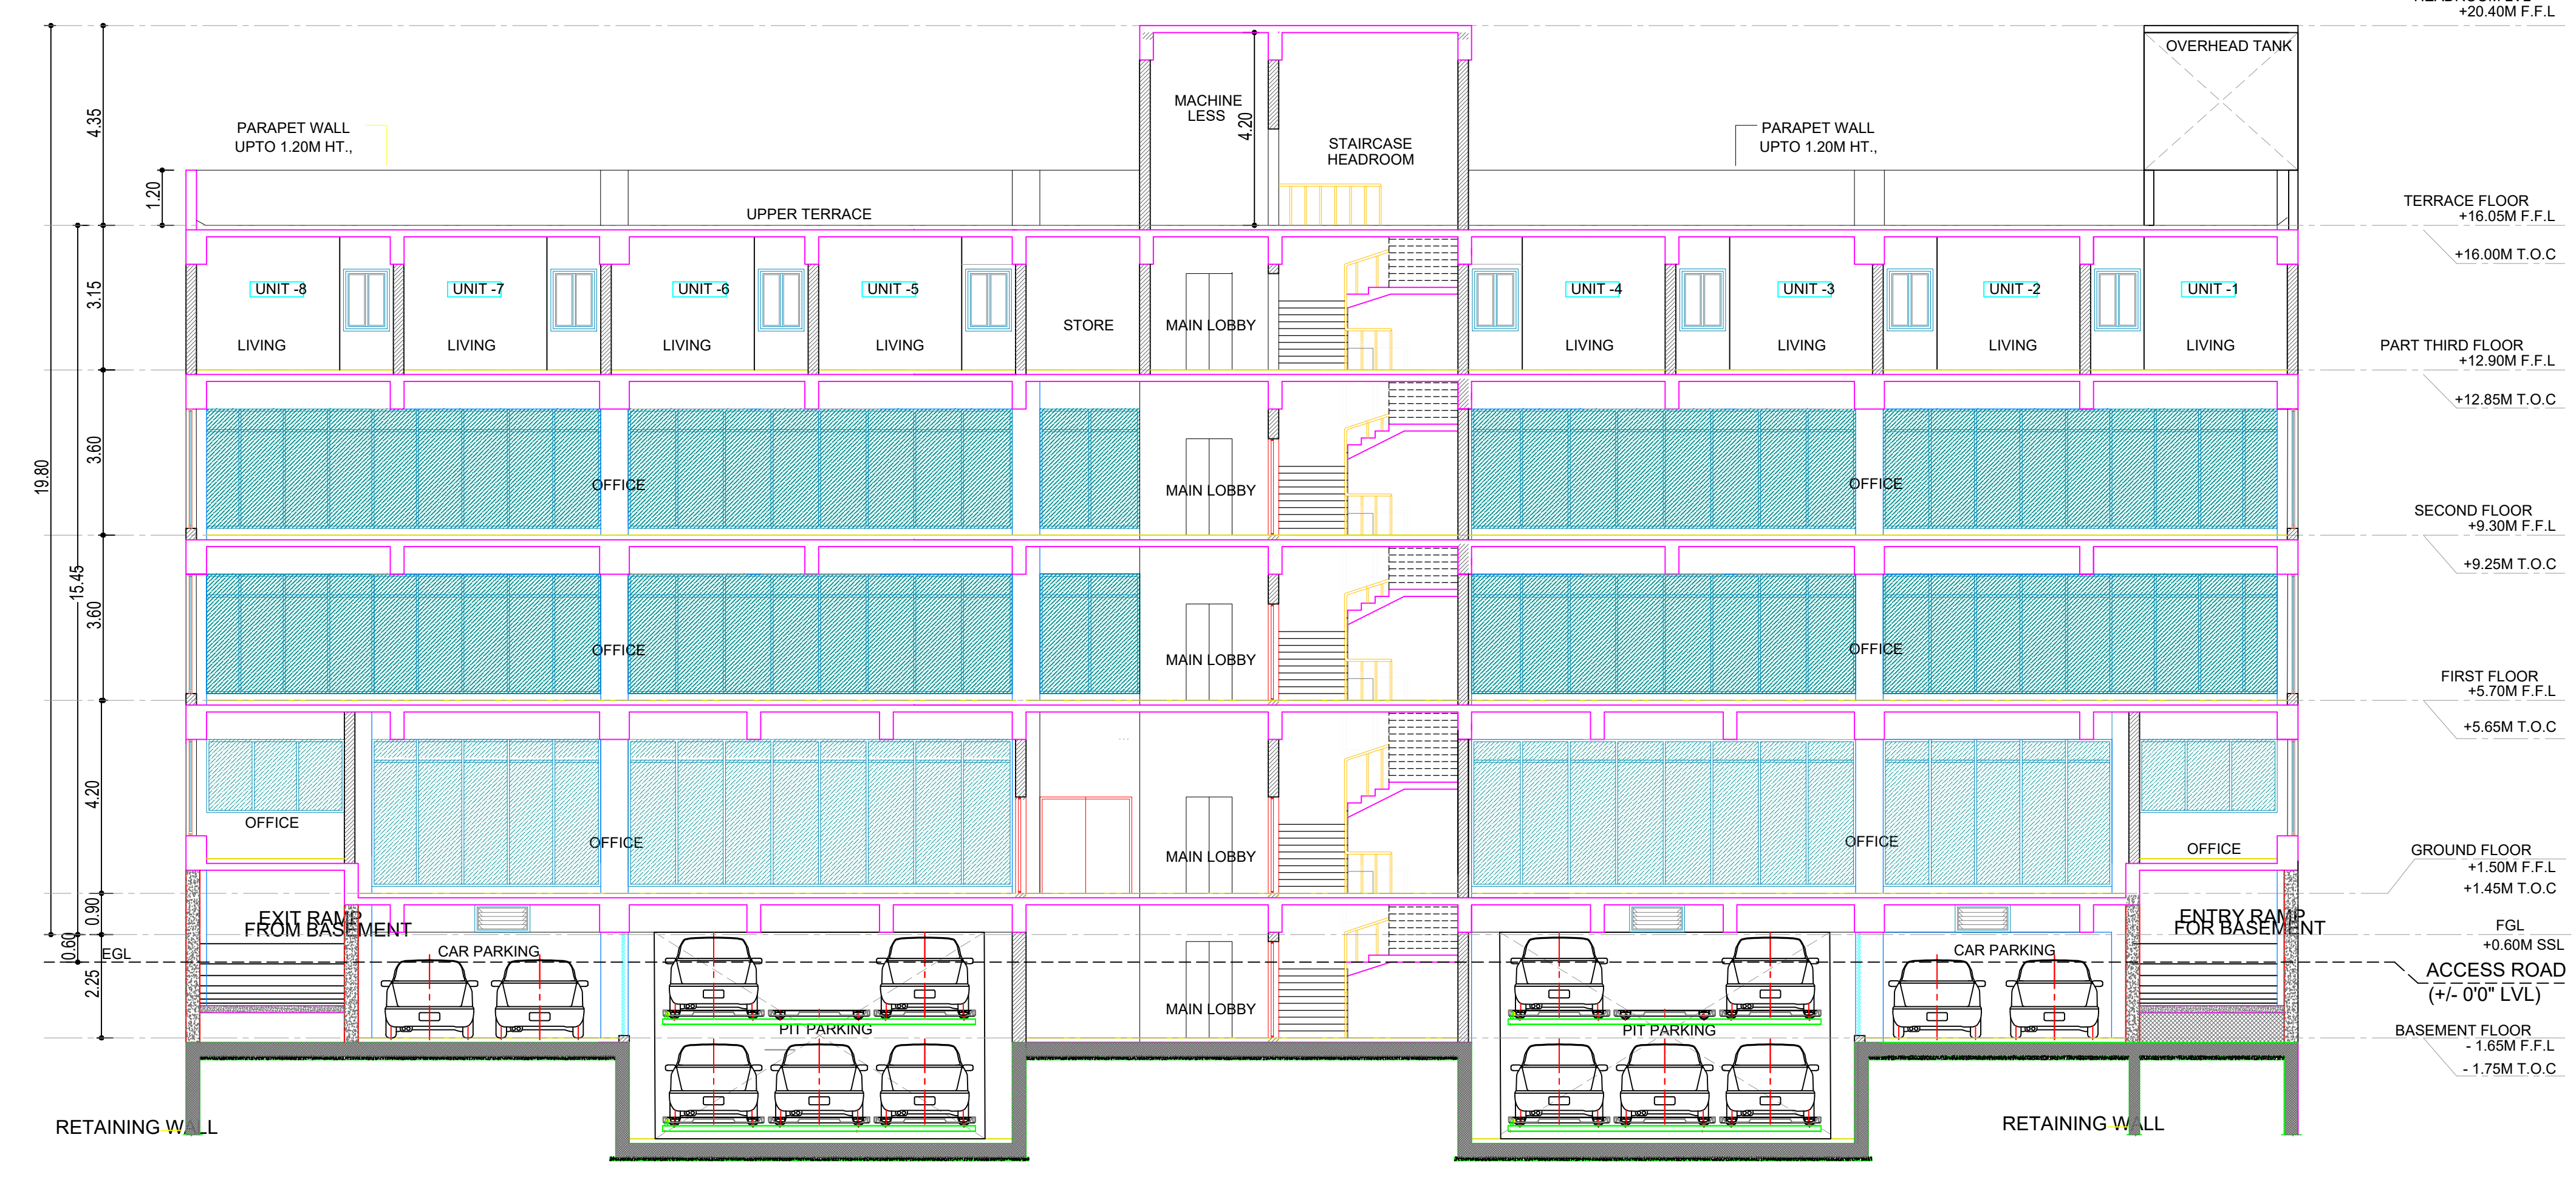 +20.40M F.F.L
OVERHEAD TANK
MACHINE
LESS
4.35
4.20
PARAPET WALL
UPTO 1.20M HT.,
STAIRCASE
HEADROOM
PARAPET WALL
UPTO 1.20M HT.,
1.20
UPPER TERRACE
TERRACE FLOOR
+16.05M F.F.L
+16.00M T.O.C
3.15
UNIT -8
UNIT -7
UNIT -6
UNIT -5
UNIT -4
UNIT -3
UNIT -2
UNIT -1
LIVING
LIVING
LIVING
LIVING
STORE
MAIN LOBBY
LIVING
LIVING
LIVING
LIVING
PART THIRD FLOOR
+12.90M F.F.L
+12.85M T.O.C
19.80
3.60
OFFICE
MAIN LOBBY
OFFICE
SECOND FLOOR
+9.30M F.F.L
+9.25M T.O.C
15.45
3.60
OFFICE
MAIN LOBBY
OFFICE
FIRST FLOOR
+5.70M F.F.L
+5.65M T.O.C
4.20
OFFICE
OFFICE
MAIN LOBBY
OFFICE
OFFICE
GROUND FLOOR
+1.50M F.F.L
+1.45M T.O.C
0.90
EXIT RAMP
FROM BASEMENT
ENTRY RAMP
FOR BASEMENT
FGL
+0.60M SSL
0.60
EGL
CAR PARKING
CAR PARKING
ACCESS ROAD
(+/- 0'0" LVL)
2.25
PIT PARKING
MAIN LOBBY
PIT PARKING
BASEMENT FLOOR
- 1.65M F.F.L
- 1.75M T.O.C
RETAINING WALL
RETAINING WALL